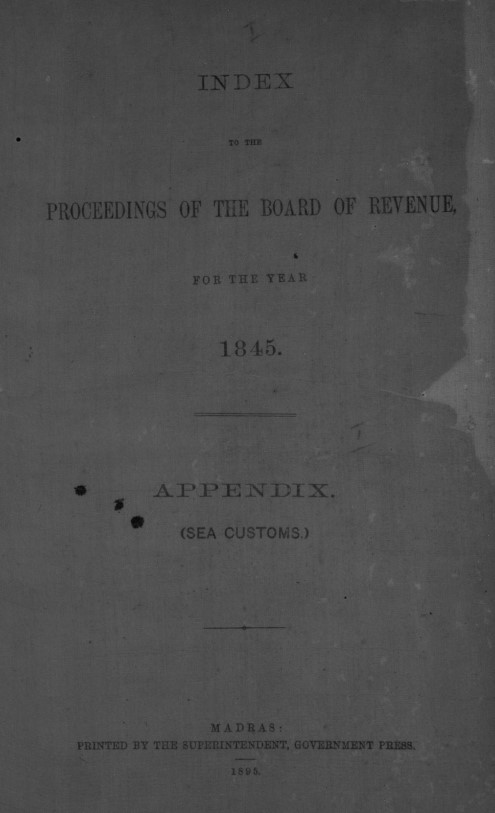 I
INDEX
TO THE
PROCEEDINGS OF THE BOARD OF REVENUE,
FOR THE YEAR
1845.
I
APPENDIX.
(SEA CUSTOMS.)
MADRAS:
PRINTED BY THE SUPERINTENDENT, GOVERNMENT PRESS.
1895.